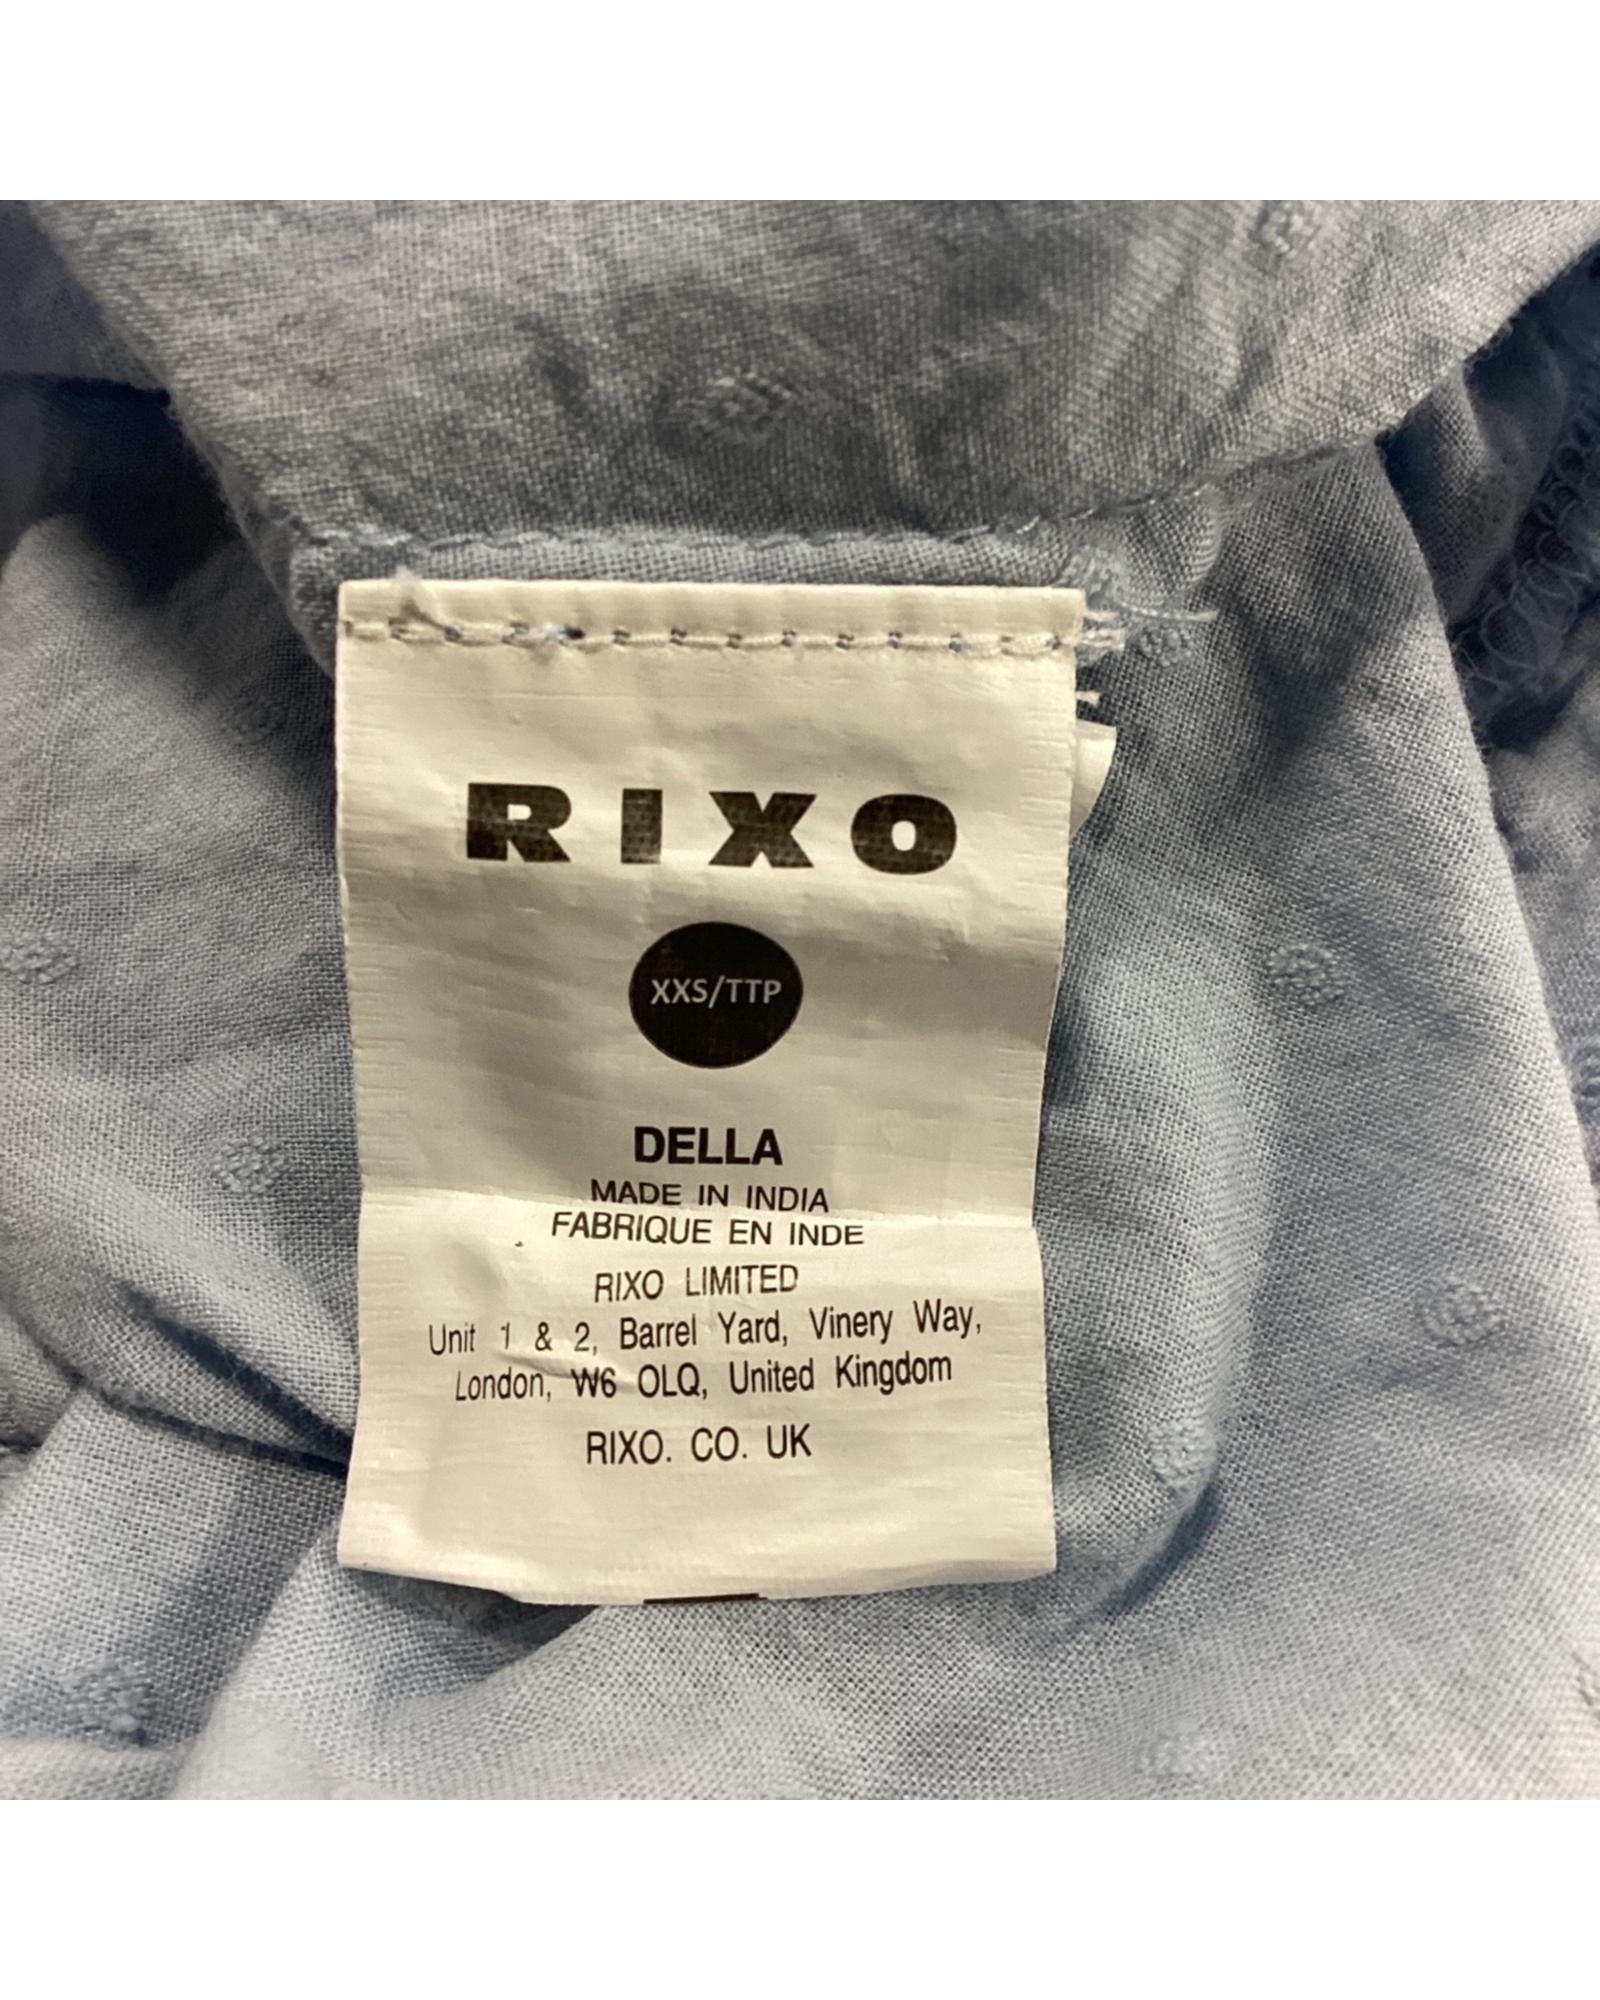 RIXO
XXS/TTP
DELLA
MADE IN INDIA
FABRIQUE EN INDE
RIXO LIMITED
Unit 1 & 2, Barrel Yard, Vinery Way,
London, W6 OLQ, United Kingdom
RIXO. CO. UK